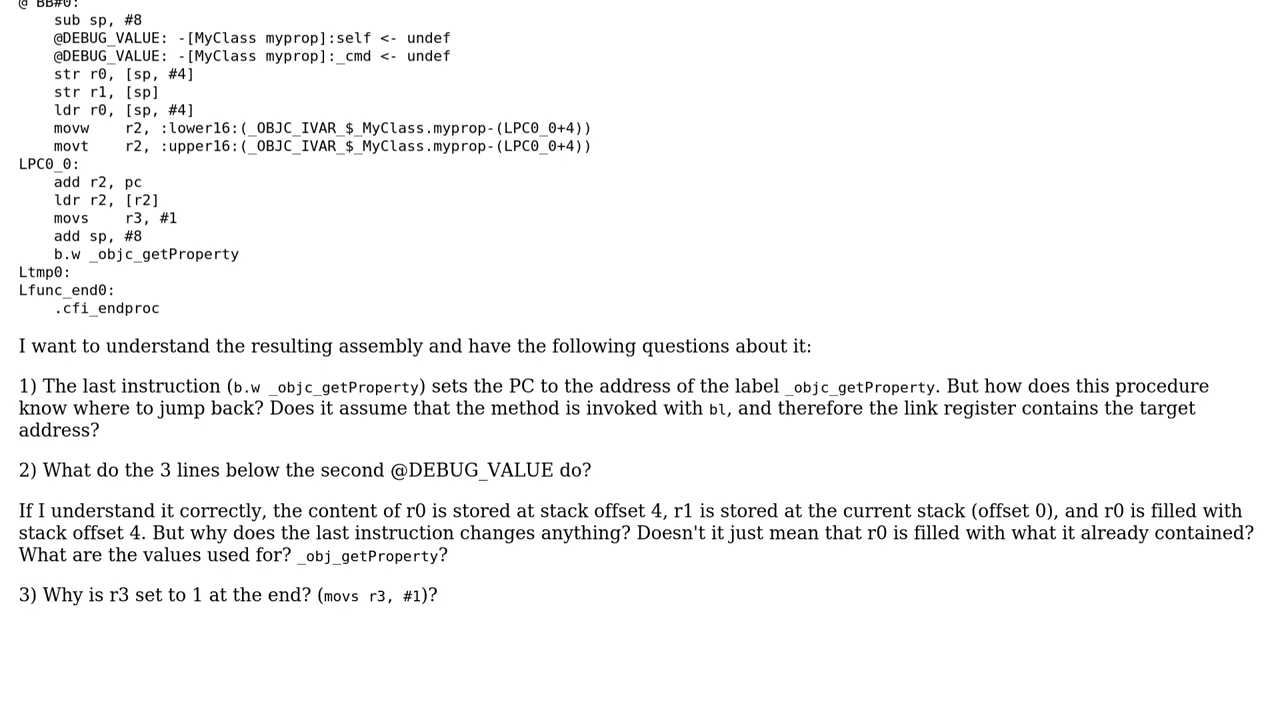 @ BB#0:
    sub sp, #8
    @DEBUG_VALUE: -[MyClass myprop]:self <- undef
    @DEBUG_VALUE: -[MyClass myprop]:_cmd <- undef
    str r0, [sp, #4]
    str r1, [sp]
    ldr r0, [sp, #4]
    movw    r2, :lower16:(_OBJC_IVAR_$_MyClass.myprop-(LPC0_0+4))
    movt    r2, :upper16:(_OBJC_IVAR_$_MyClass.myprop-(LPC0_0+4))
LPC0_0:
    add r2, pc
    ldr r2, [r2]
    movs    r3, #1
    add sp, #8
    b.w _objc_getProperty
Ltmp0:
Lfunc_end0:
    .cfi_endproc
I want to understand the resulting assembly and have the following questions about it:
1) The last instruction (b.w _objc_getProperty) sets the PC to the address of the label _objc_getProperty. But how does this procedure
know where to jump back? Does it assume that the method is invoked with bl, and therefore the link register contains the target
address?
2) What do the 3 lines below the second @DEBUG_VALUE do?
If I understand it correctly, the content of r0 is stored at stack offset 4, r1 is stored at the current stack (offset 0), and r0 is filled with
stack offset 4. But why does the last instruction changes anything? Doesn't it just mean that r0 is filled with what it already contained?
What are the values used for? _obj_getProperty?
3) Why is r3 set to 1 at the end? (movs r3, #1)?